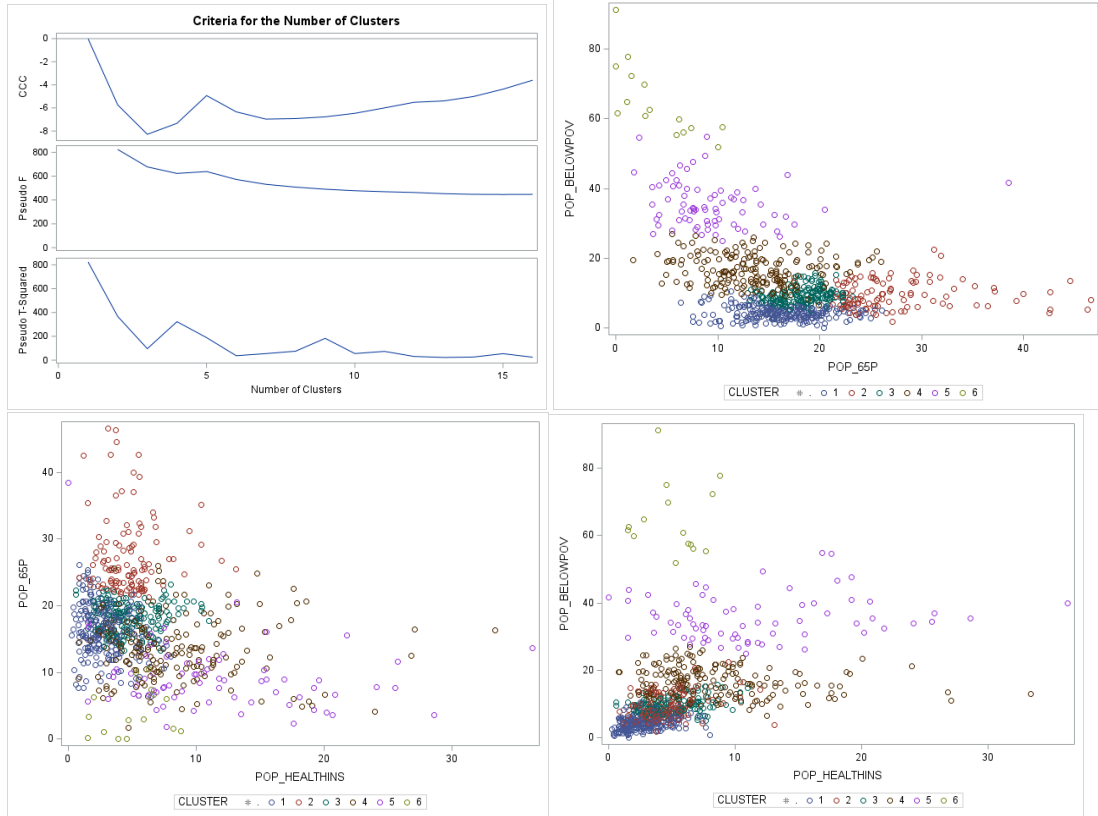 Criteria for the Number of Clusters
0
-2
-4
-6
-8
CCC
800
600
400
200
0
Pseudo F
800
600
400
200
0
Pseudo T-Squared
0 5 10 15
Number of Clusters
80
60
40
20
0
POP_BELOWPOV
0 10 20 30 40
POP_65P
CLUSTER . 1 2 3 4 5 6
40
30
20
10
0
POP_65P
0 10 20 30
POP_HEALTHINS
CLUSTER . 1 2 3 4 5 6
80
60
40
20
0
POP_BELOWPOV
0 10 20 30
POP_HEALTHINS
CLUSTER . 1 2 3 4 5 6